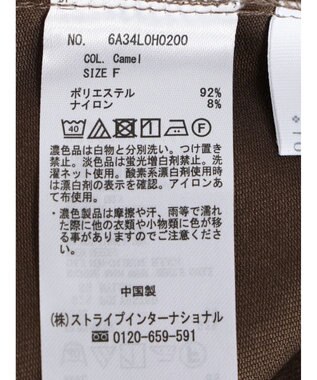 NO. 6A34L0H0200
COL. Camel
SIZE F
ポリエステル 92%
ナイロン 8%
40
F
濃色品は白物と分別洗い。つけ置き
禁止。淡色品は蛍光増白剤禁止。洗
濯ネット使用。酸素系漂白剤使用時
は漂白剤の表示を確認。アイロンあ
て布使用。
・濃色製品は摩擦や汗、雨等で濡れ
た際に他の衣類や小物類に色が移
る事がありますのでご注意くださ
い。
中国製
(株)ストライプインターナショナル
0120-659-591